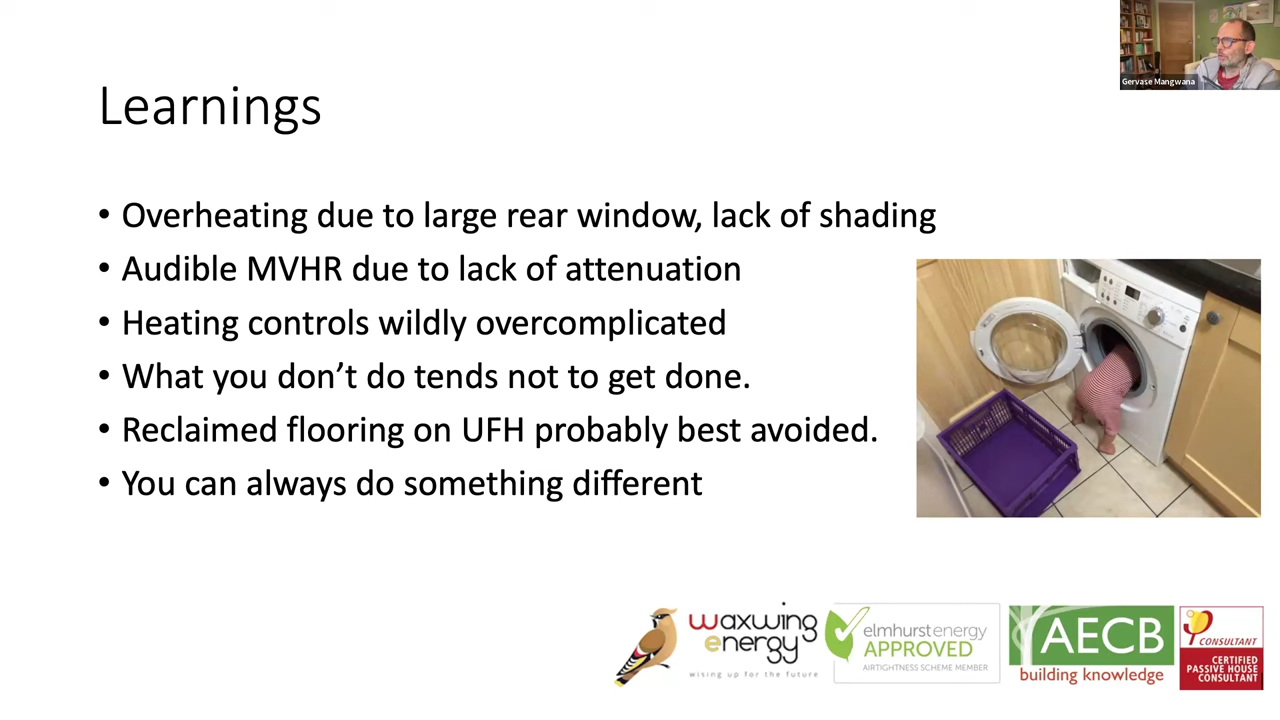 Gervase Mangwana
Learnings
• Overheating due to large rear window, lack of shading
• Audible MVHR due to lack of attenuation
• Heating controls wildly overcomplicated
• What you don’t do tends not to get done.
• Reclaimed flooring on UFH probably best avoided.
• You can always do something different
waxwing
energy
wising up for the future
elmhurst energy
APPROVED
AIRTIGHTNESS SCHEME MEMBER
AECB
building knowledge
CONSULTANT
CERTIFIED
PASSIVE HOUSE
CONSULTANT